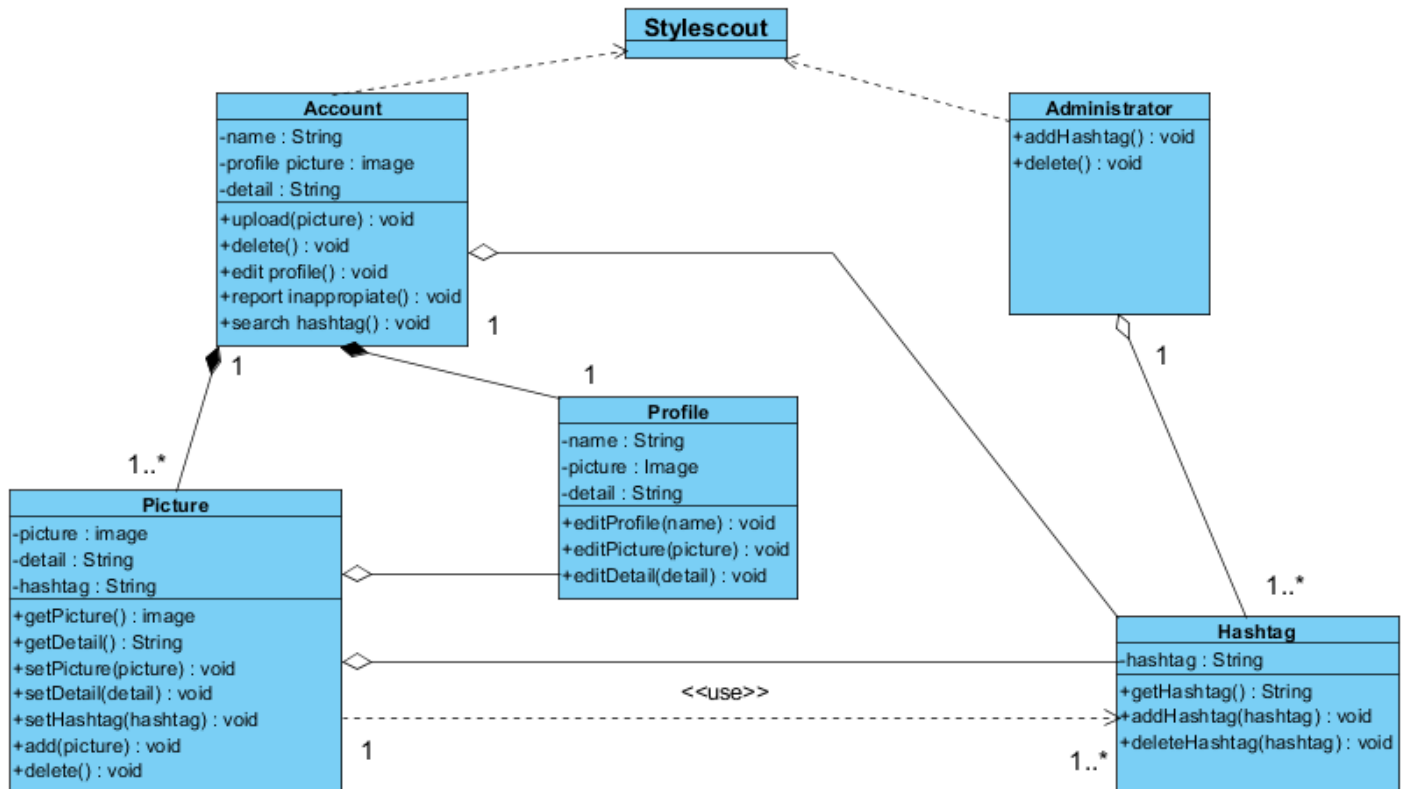 Stylescout
Account
-name : String
-profile picture : image
-detail : String
+upload(picture) : void
+delete() : void
+edit profile() : void
+report inappropiate() : void
+search hashtag() : void
Administrator
+addHashtag() : void
+delete() : void
1
1
1
1
1..*
Profile
-name : String
-picture : Image
-detail : String
+editProfile(name) : void
+editPicture(picture) : void
+editDetail(detail) : void
Picture
-picture : image
-detail : String
-hashtag : String
+getPicture() : image
+getDetail() : String
+setPicture(picture) : void
+setDetail(detail) : void
+setHashtag(hashtag) : void
+add(picture) : void
+delete() : void
1..*
Hashtag
-hashtag : String
+getHashtag() : String
+addHashtag(hashtag) : void
+deleteHashtag(hashtag) : void
<<use>>
1
1..*